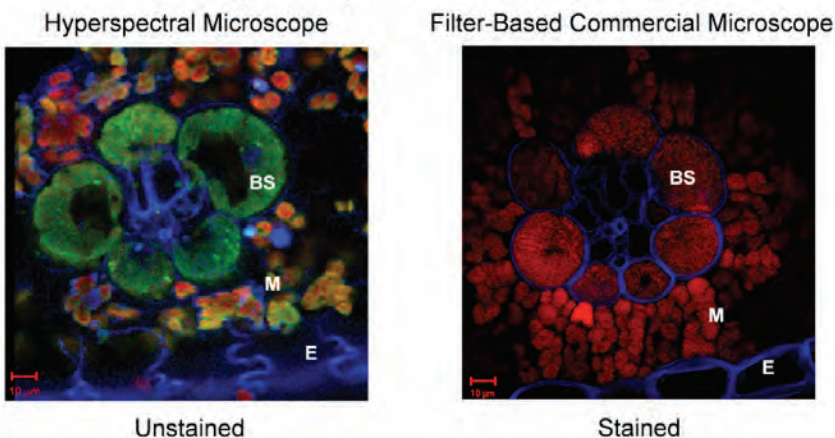 Hyperspectral Microscope
Filter-Based Commercial Microscope
BS
M
E
10 µm
BS
M
E
10 µm
Unstained
Stained